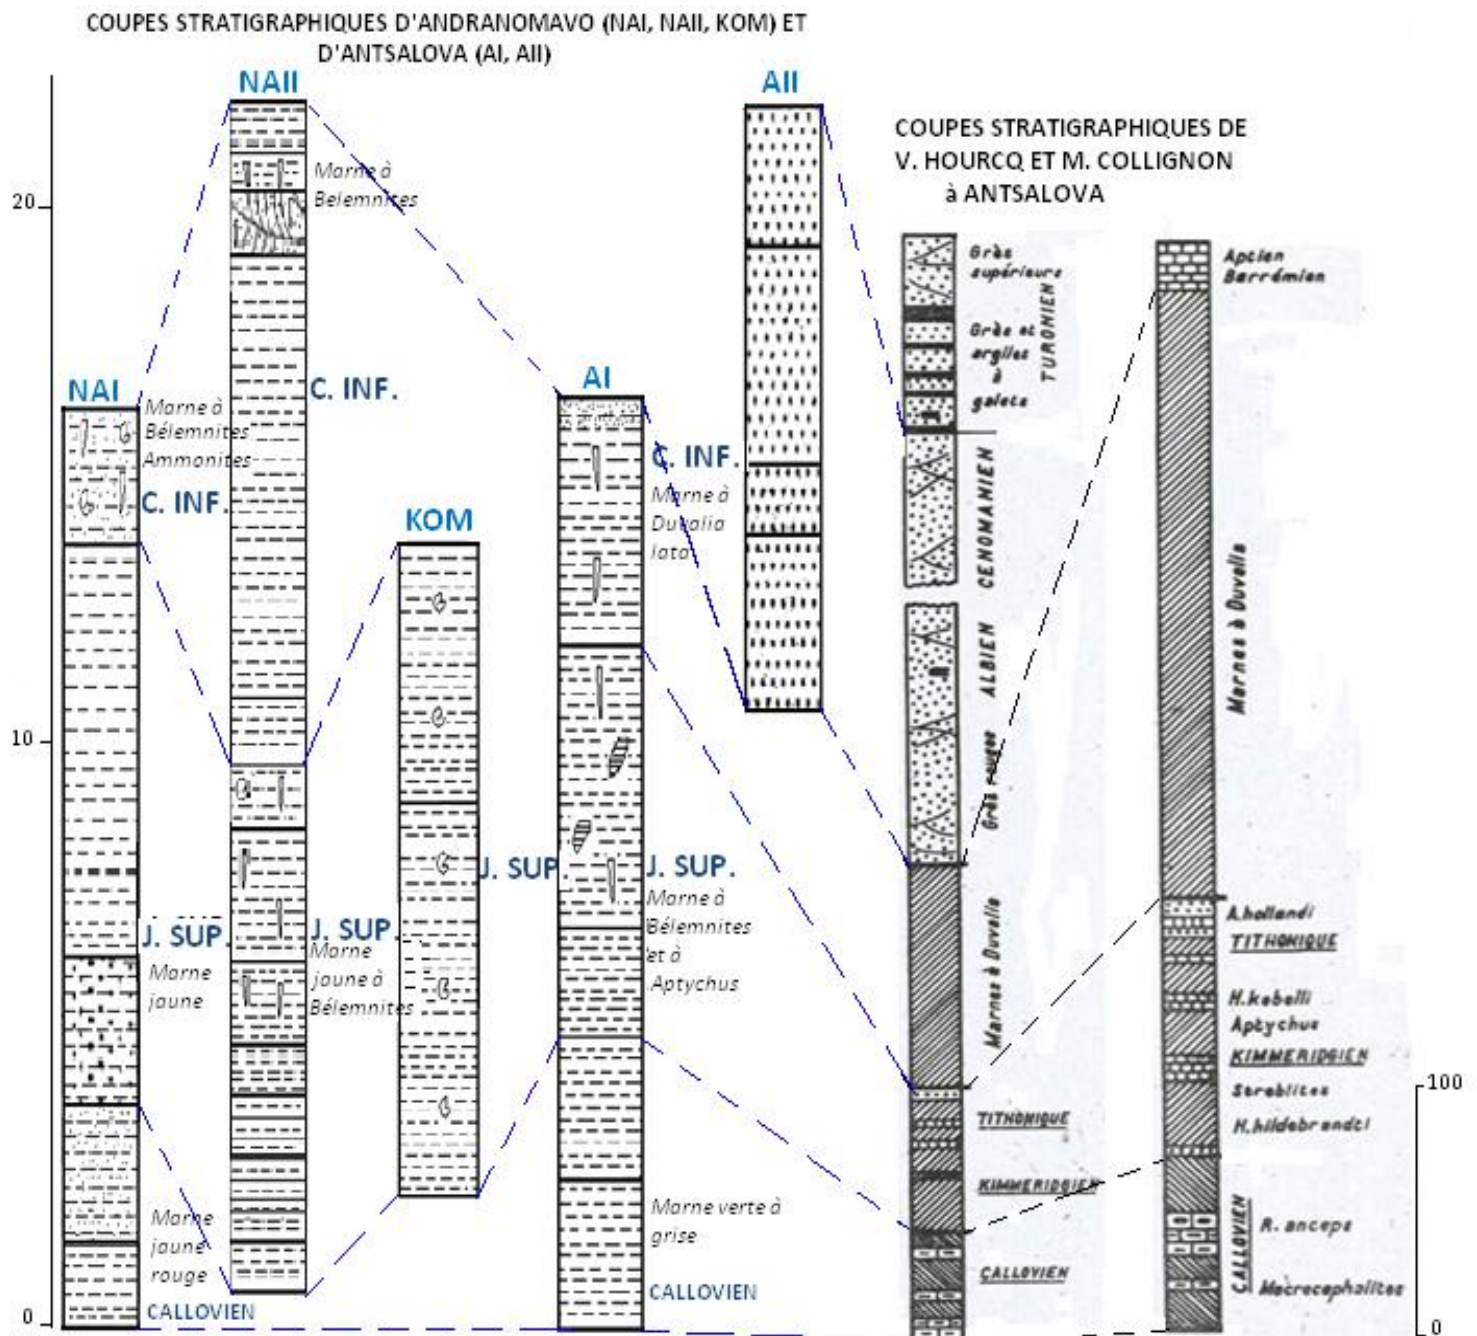 COUPES STRATIGRAPHIQUES D'ANDRANOMAVO (NAI, NAII, KOM) ET
D'ANTSALOVA (AI, AII)
NAII
AII
COUPES STRATIGRAPHIQUES DE
V. HOURCQ ET M. COLLIGNON
à ANTSALOVA
20
10
0
Marne à
Belemnites
C. INF.
NAI
Marne à
Bélemnites
Ammonites
C. INF.
J. SUP.
Marne
jaune
Marne
jaune
rouge
CALLOVIEN
J. SUP.
Marne
jaune à
Bélemnites
KOM
J. SUP.
AI
C. INF.
Marne à
Duvalia
lata
J. SUP.
Marne à
Bélemnites
et à
Aptychus
Marne verte à
grise
CALLOVIEN
Grès
supérieurs
Grès et
argiles
à
galets
TURONIEN
CENOMANIEN
ALBIEN
Grès rouges
Marnes à Duvalia
TITHONIQUE
KIMMERIDGIEN
CALLOVIEN
Aptien
Barrémien
Marnes à Duvalia
A.hollandi
TITHONIQUE
H.kobelli
Aptychus
KIMMERIDGIEN
Streblites
H.hildebrandti
CALLOVIEN
R. anceps
Macrocephalites
100
0